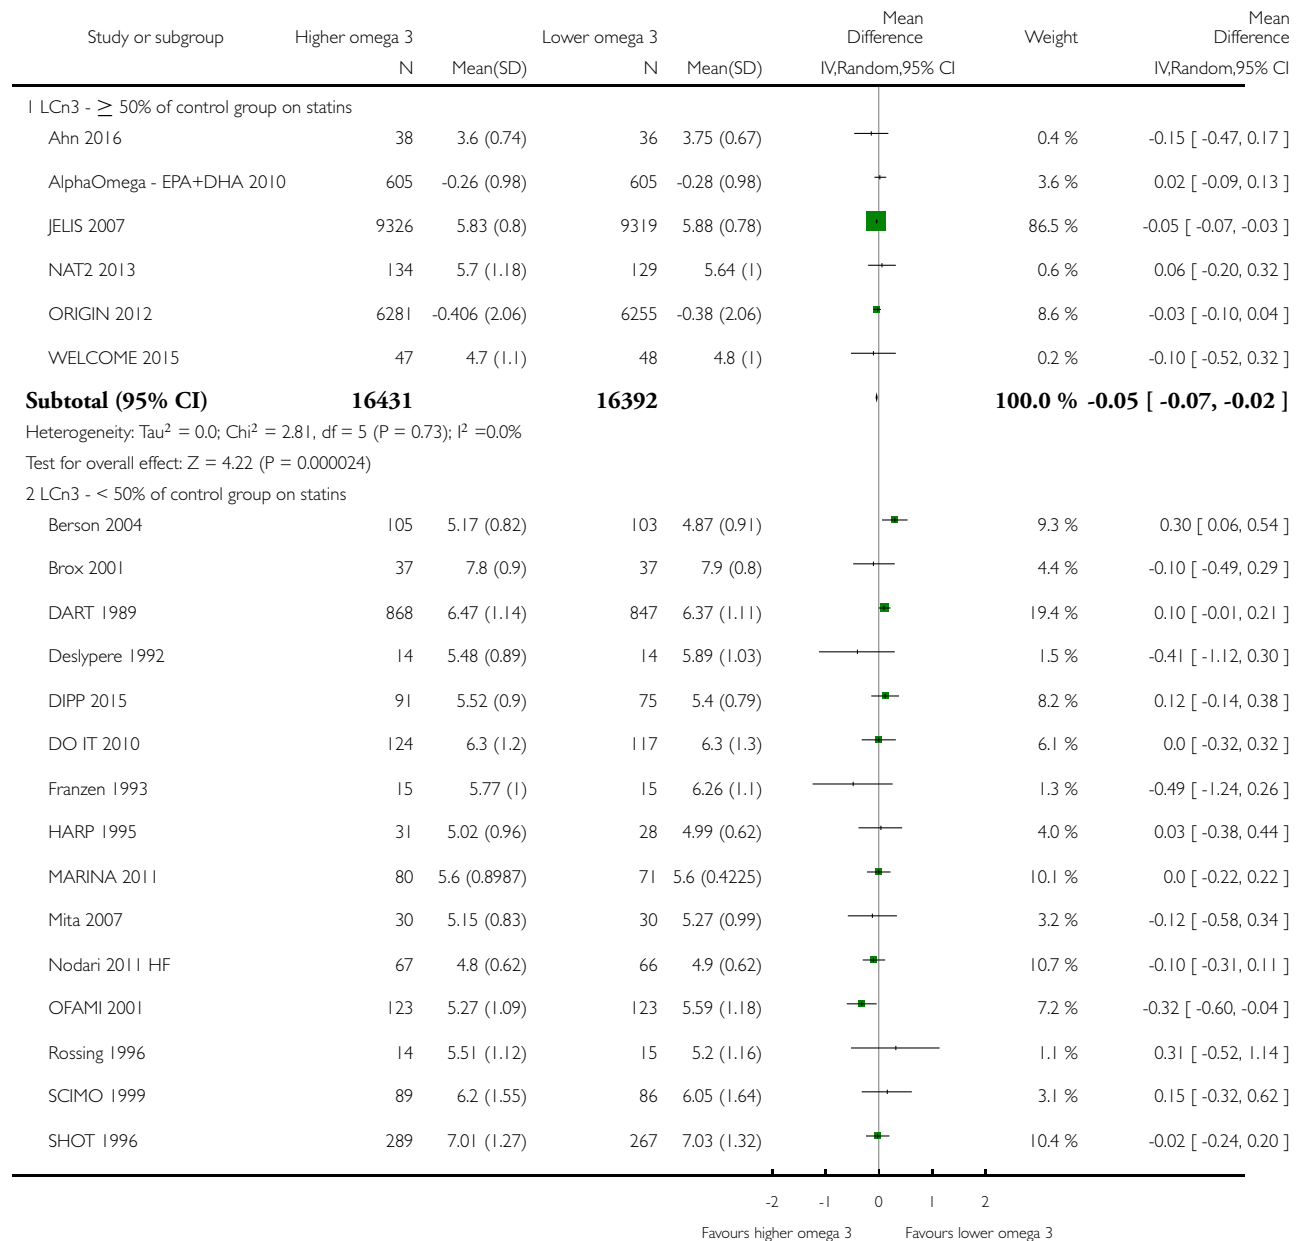 Mean Mean
Study or subgroup Higher omega 3 Lower omega 3 Difference Weight Difference
N Mean(SD) N Mean(SD) IV,Random,95% CI IV,Random,95% CI
1 LCn3 - ≥ 50% of control group on statins
Ahn 2016 38 3.6 (0.74) 36 3.75 (0.67) 0.4 % -0.15 [ -0.47, 0.17 ]
AlphaOmega - EPA+DHA 2010 605 -0.26 (0.98) 605 -0.28 (0.98) 3.6 % 0.02 [ -0.09, 0.13 ]
JELIS 2007 9326 5.83 (0.8) 9319 5.88 (0.78) 86.5 % -0.05 [ -0.07, -0.03 ]
NAT2 2013 134 5.7 (1.18) 129 5.64 (1) 0.6 % 0.06 [ -0.20, 0.32 ]
ORIGIN 2012 6281 -0.406 (2.06) 6255 -0.38 (2.06) 8.6 % -0.03 [ -0.10, 0.04 ]
WELCOME 2015 47 4.7 (1.1) 48 4.8 (1) 0.2 % -0.10 [ -0.52, 0.32 ]
Subtotal (95% CI) 16431 16392 100.0 % -0.05 [ -0.07, -0.02 ]
Heterogeneity: Tau² = 0.0; Chi² = 2.81, df = 5 (P = 0.73); I² =0.0%
Test for overall effect: Z = 4.22 (P = 0.000024)
2 LCn3 - < 50% of control group on statins
Berson 2004 105 5.17 (0.82) 103 4.87 (0.91) 9.3 % 0.30 [ 0.06, 0.54 ]
Brox 2001 37 7.8 (0.9) 37 7.9 (0.8) 4.4 % -0.10 [ -0.49, 0.29 ]
DART 1989 868 6.47 (1.14) 847 6.37 (1.11) 19.4 % 0.10 [ -0.01, 0.21 ]
Deslypere 1992 14 5.48 (0.89) 14 5.89 (1.03) 1.5 % -0.41 [ -1.12, 0.30 ]
DIPP 2015 91 5.52 (0.9) 75 5.4 (0.79) 8.2 % 0.12 [ -0.14, 0.38 ]
DO IT 2010 124 6.3 (1.2) 117 6.3 (1.3) 6.1 % 0.0 [ -0.32, 0.32 ]
Franzen 1993 15 5.77 (1) 15 6.26 (1.1) 1.3 % -0.49 [ -1.24, 0.26 ]
HARP 1995 31 5.02 (0.96) 28 4.99 (0.62) 4.0 % 0.03 [ -0.38, 0.44 ]
MARINA 2011 80 5.6 (0.8987) 71 5.6 (0.4225) 10.1 % 0.0 [ -0.22, 0.22 ]
Mita 2007 30 5.15 (0.83) 30 5.27 (0.99) 3.2 % -0.12 [ -0.58, 0.34 ]
Nodari 2011 HF 67 4.8 (0.62) 66 4.9 (0.62) 10.7 % -0.10 [ -0.31, 0.11 ]
OFAMI 2001 123 5.27 (1.09) 123 5.59 (1.18) 7.2 % -0.32 [ -0.60, -0.04 ]
Rossing 1996 14 5.51 (1.12) 15 5.2 (1.16) 1.1 % 0.31 [ -0.52, 1.14 ]
SCIMO 1999 89 6.2 (1.55) 86 6.05 (1.64) 3.1 % 0.15 [ -0.32, 0.62 ]
SHOT 1996 289 7.01 (1.27) 267 7.03 (1.32) 10.4 % -0.02 [ -0.24, 0.20 ]
-2 -1 0 1 2
Favours higher omega 3 Favours lower omega 3